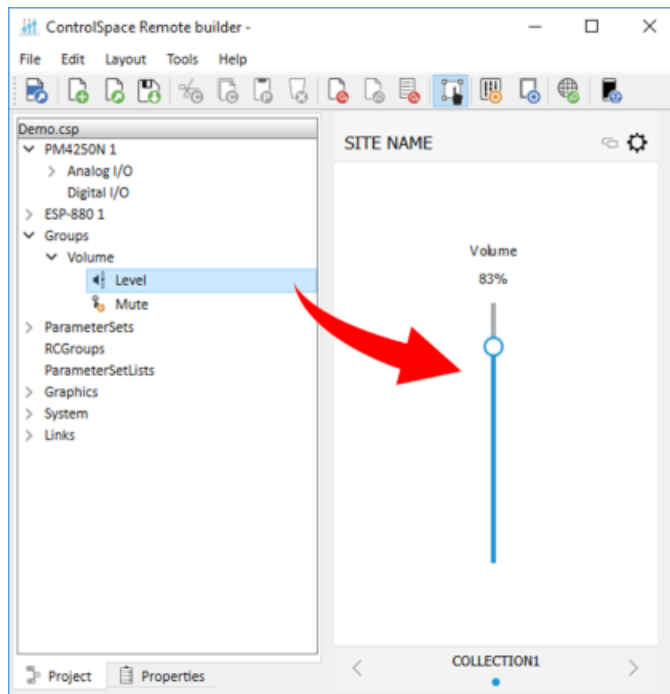 ControlSpace Remote builder -
File Edit Layout Tools Help
Demo.csp
PM4250N 1
Analog I/O
Digital I/O
ESP-880 1
Groups
Volume
Level
Mute
ParameterSets
RCGroups
ParameterSetLists
Graphics
System
Links
Project Properties
SITE NAME
Volume
83%
COLLECTION1